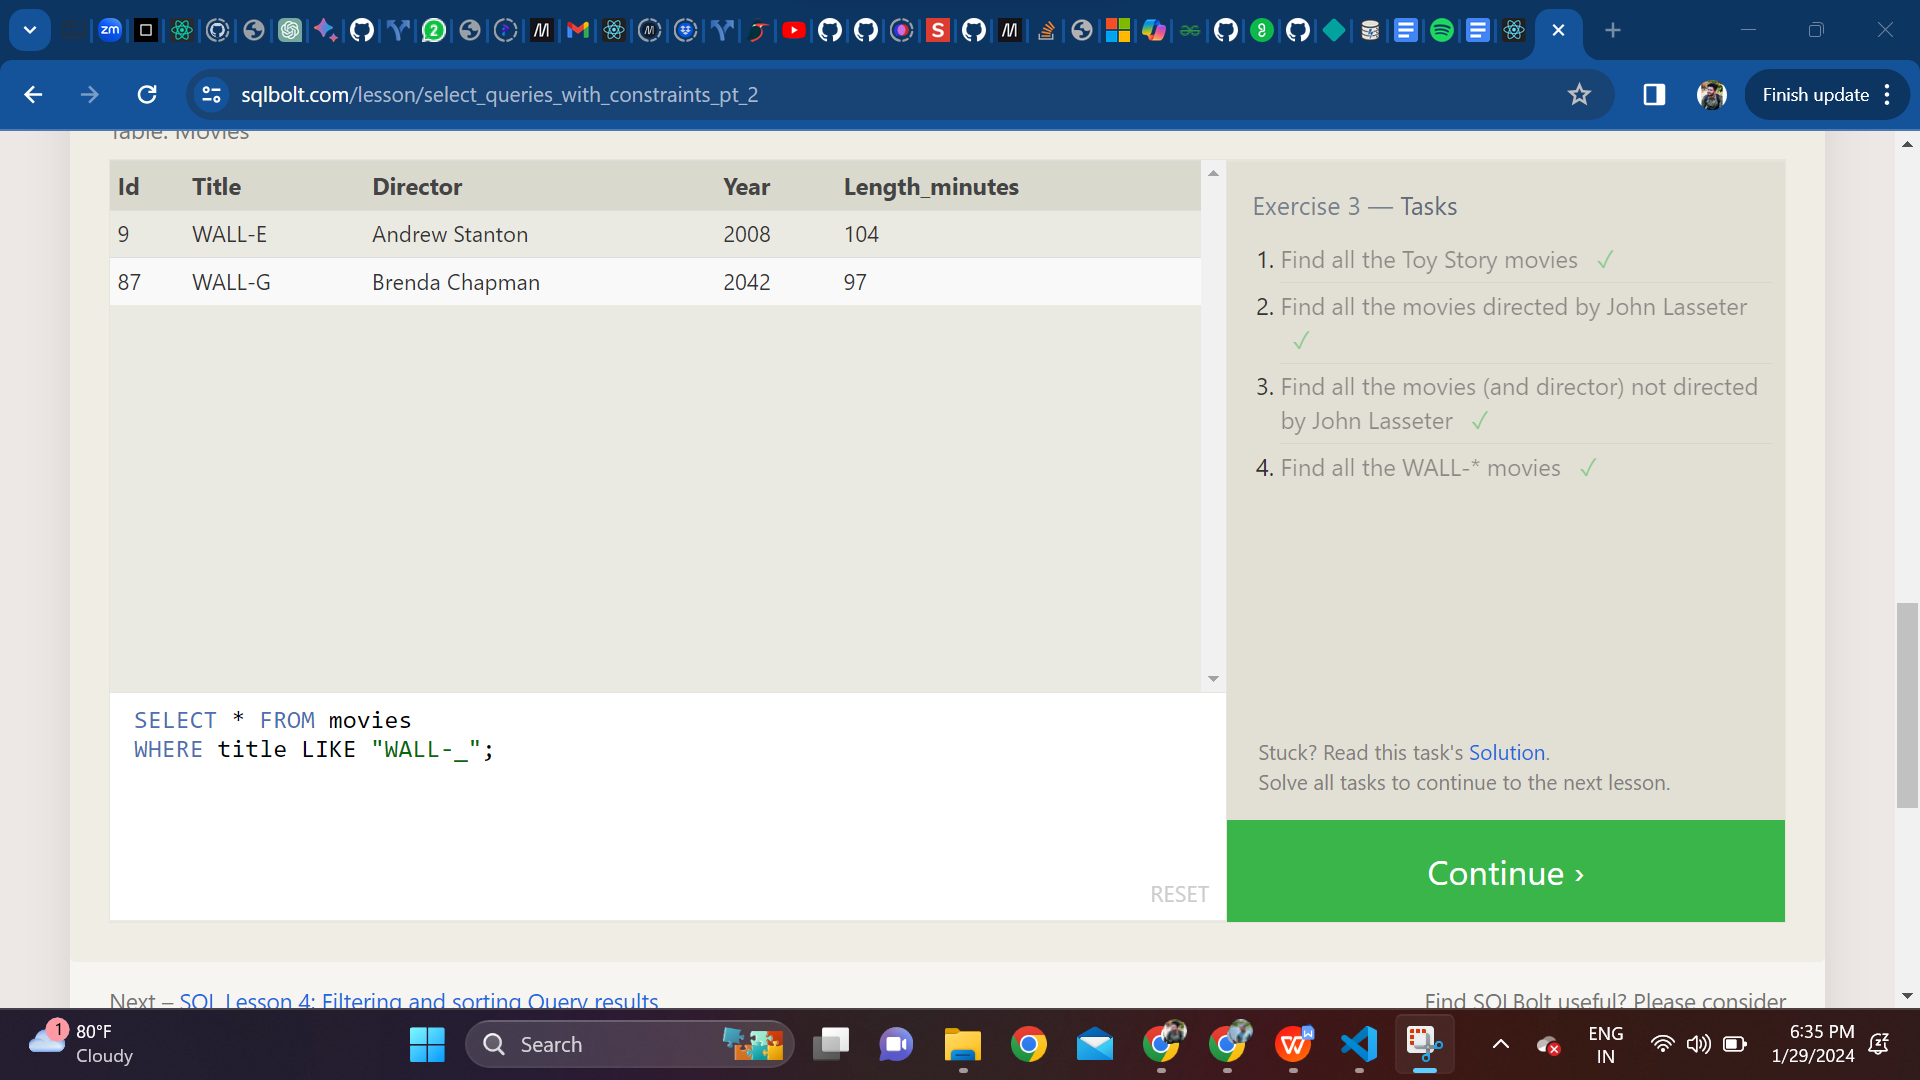 zm
2
S
sqlbolt.com/lesson/select_queries_with_constraints_pt_2
Finish update
Table: Movies
Id Title Director Year Length_minutes
9 WALL-E Andrew Stanton 2008 104
87 WALL-G Brenda Chapman 2042 97
Exercise 3 — Tasks
1. Find all the Toy Story movies ✓
2. Find all the movies directed by John Lasseter
✓
3. Find all the movies (and director) not directed
by John Lasseter ✓
4. Find all the WALL-* movies ✓
SELECT * FROM movies
WHERE title LIKE "WALL-_";
RESET
Stuck? Read this task's Solution.
Solve all tasks to continue to the next lesson.
Continue ›
Next – SQL Lesson 4: Filtering and sorting Query results
Find SQLBolt useful? Please consider
1
80°F
Cloudy
Search
W
ENG
IN
6:35 PM
1/29/2024